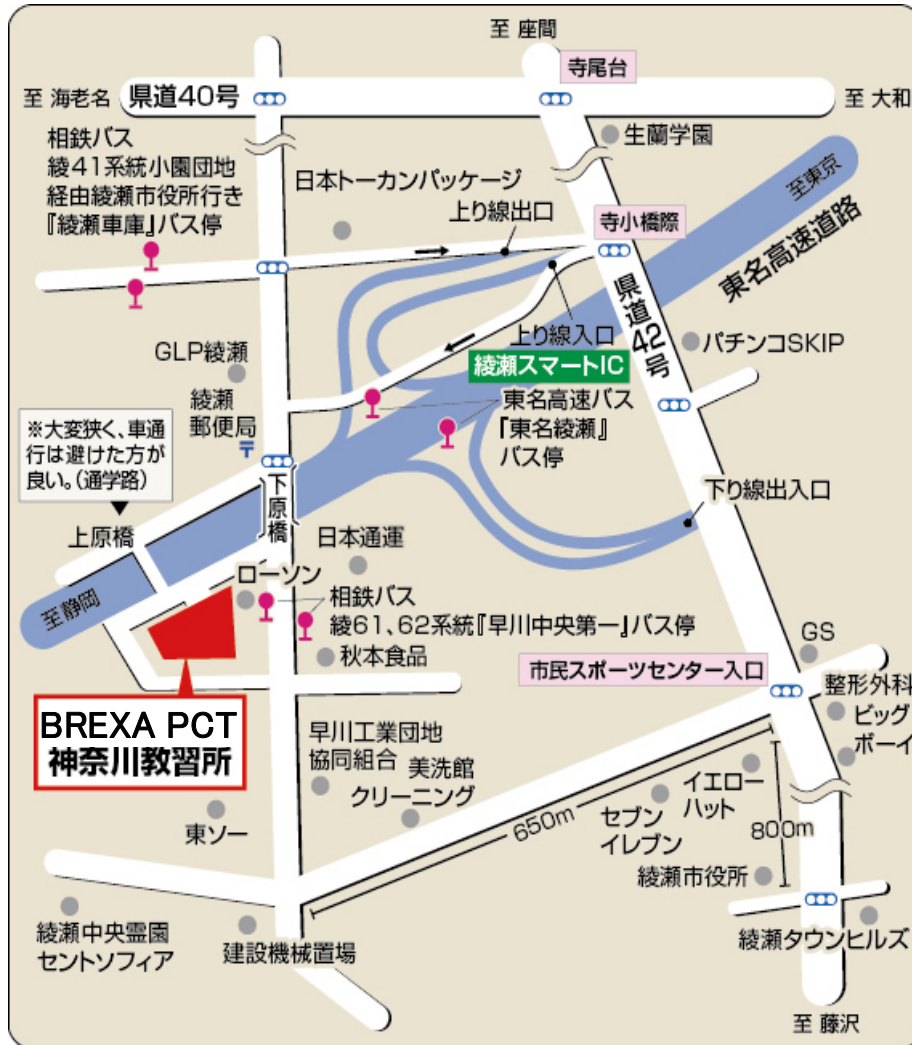 至 座間
寺尾台
至 海老名
県道40号
至 大和
相鉄バス
綾41系統小園団地
経由綾瀬市役所行き
『綾瀬車庫』バス停
生蘭学園
至東京
日本トーカンパッケージ
上り線出口
寺小橋際
東名高速道路
県道42号
上り線入口
GLP綾瀬
綾瀬スマートIC
パチンコSKIP
綾瀬
郵便局
〒
東名高速バス
『東名綾瀬』
バス停
※大変狭く、車通
行は避けた方が
良い。(通学路)
下原橋
下り線出入口
上原橋
日本通運
至静岡
ローソン
相鉄バス
綾61、62系統『早川中央第一』バス停
GS
秋本食品
市民スポーツセンター入口
整形外科
ビッグ
ボーイ
BREXA PCT
神奈川教習所
早川工業団地
協同組合
美洗館
クリーニング
イエロー
ハット
セブン
イレブン
650m
800m
東ソー
綾瀬市役所
綾瀬中央霊園
セントソフィア
建設機械置場
綾瀬タウンヒルズ
至 藤沢